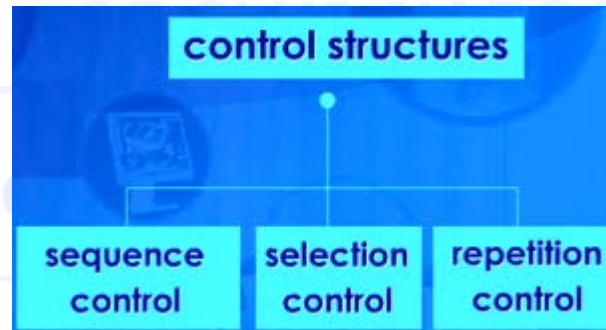 control structures
sequence
control
selection
control
repetition
control